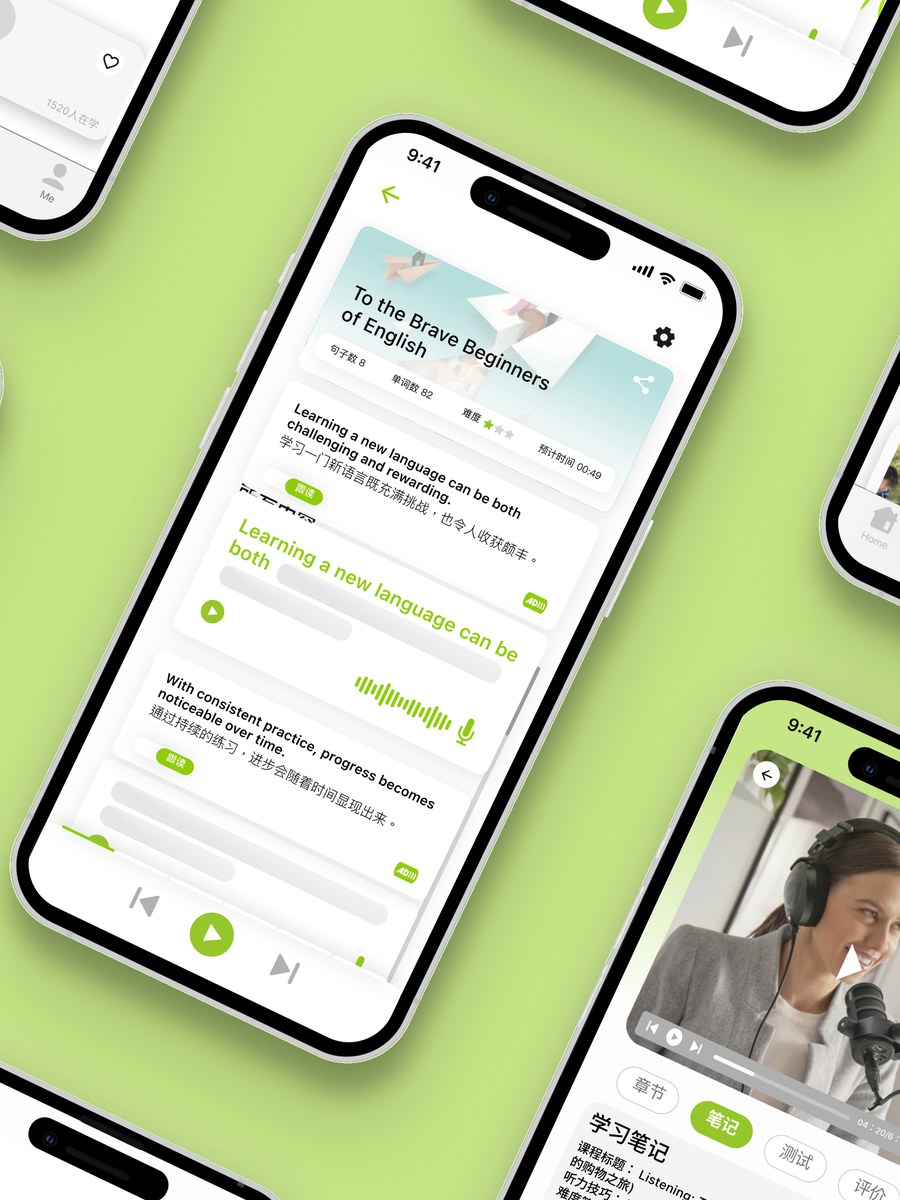 1520人在学
Me
9:41
To the Brave Beginners
of English
句子数 8
单词数 82
难度
预计时间 00:49
Learning a new language can be both
challenging and rewarding.
学习一门新语言既充满挑战，也令人收获颇丰。
跟读
AD)))
Learning a new language can be
both
With consistent practice, progress becomes
noticeable over time.
通过持续的练习，进步会随着时间显现出来。
跟读
AD)))
Home
9:41
04：20/6：
章节
笔记
测试
评价
学习笔记
课程标题： Listening:
的购物之旅)
听力技巧：